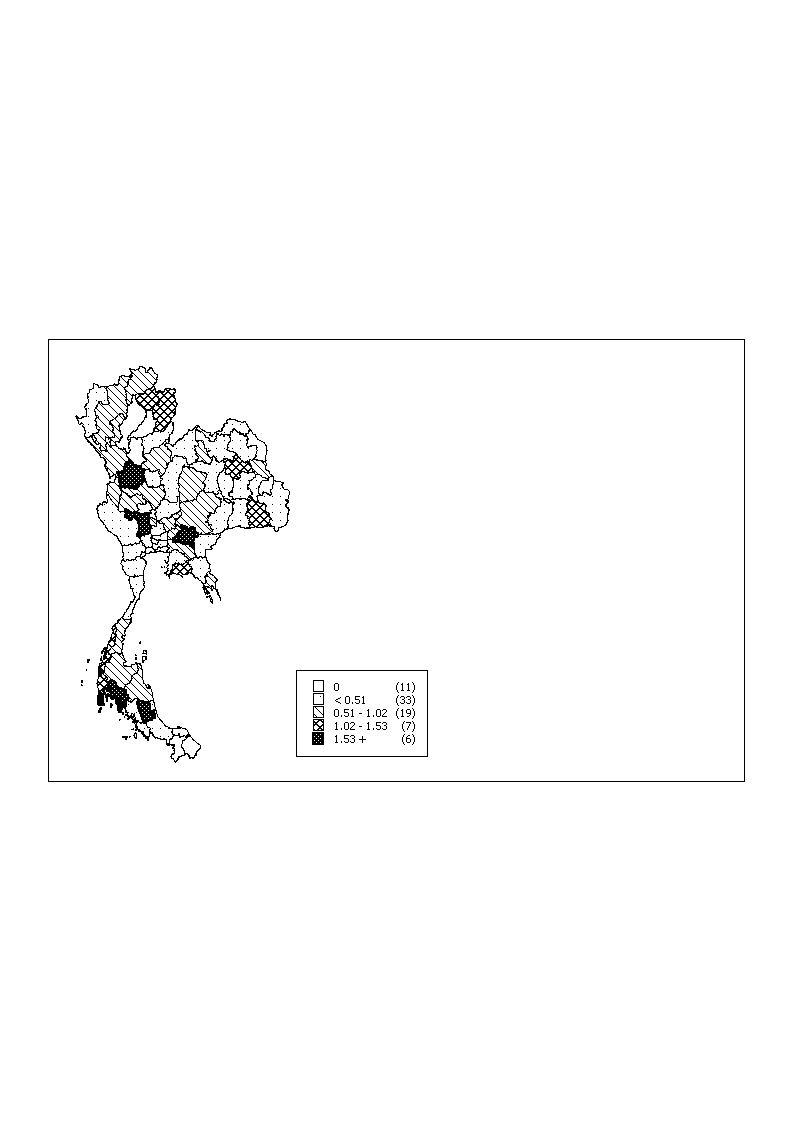 0 (11)
< 0.51 (33)
0.51 - 1.02 (19)
1.02 - 1.53 (7)
1.53 + (6)